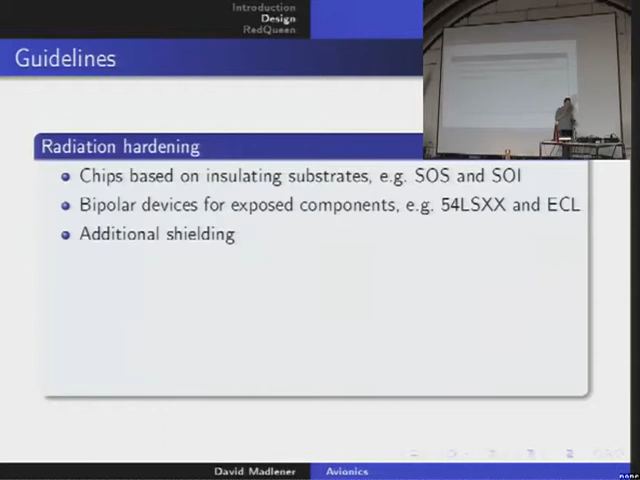 Introduction
Design
RedQueen
Guidelines
Radiation hardening
Chips based on insulating substrates, e.g. SOS and SOI
Bipolar devices for exposed components, e.g. 54LSXX and ECL
Additional shielding
David Madlener
Avionics